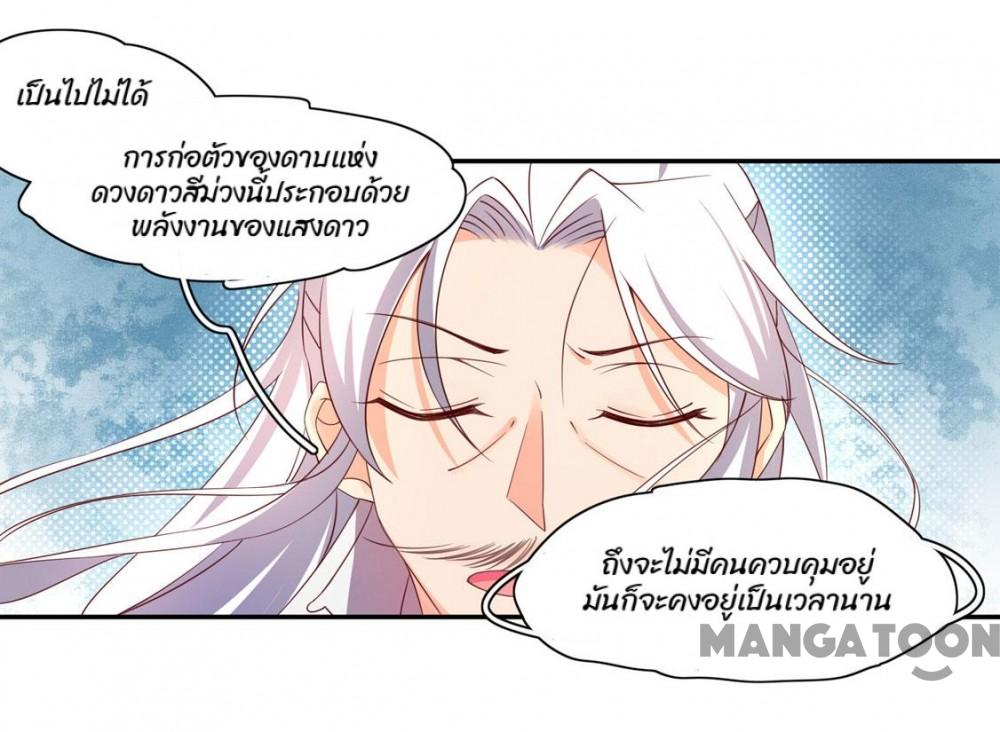 เป็นไปไม่ได้
การก่อตัวของดาบแห่ง
ดวงดาวสีม่วงนี้ประกอบด้วย
พลังงานของแสงดาว
ถึงจะไม่มีคนควบคุมอยู่
มันก็จะคงอยู่เป็นเวลานาน
MANGATOON